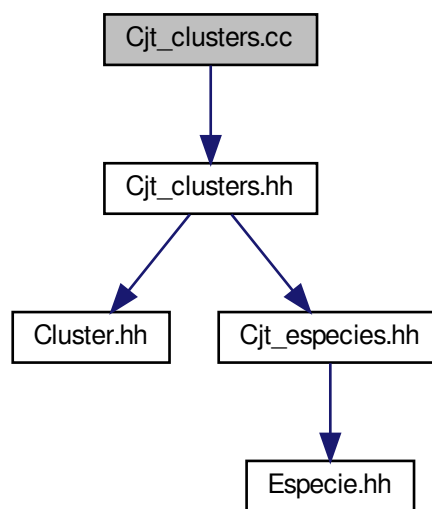 Cjt_clusters.cc
Cjt_clusters.hh
Cluster.hh
Cjt_especies.hh
Especie.hh